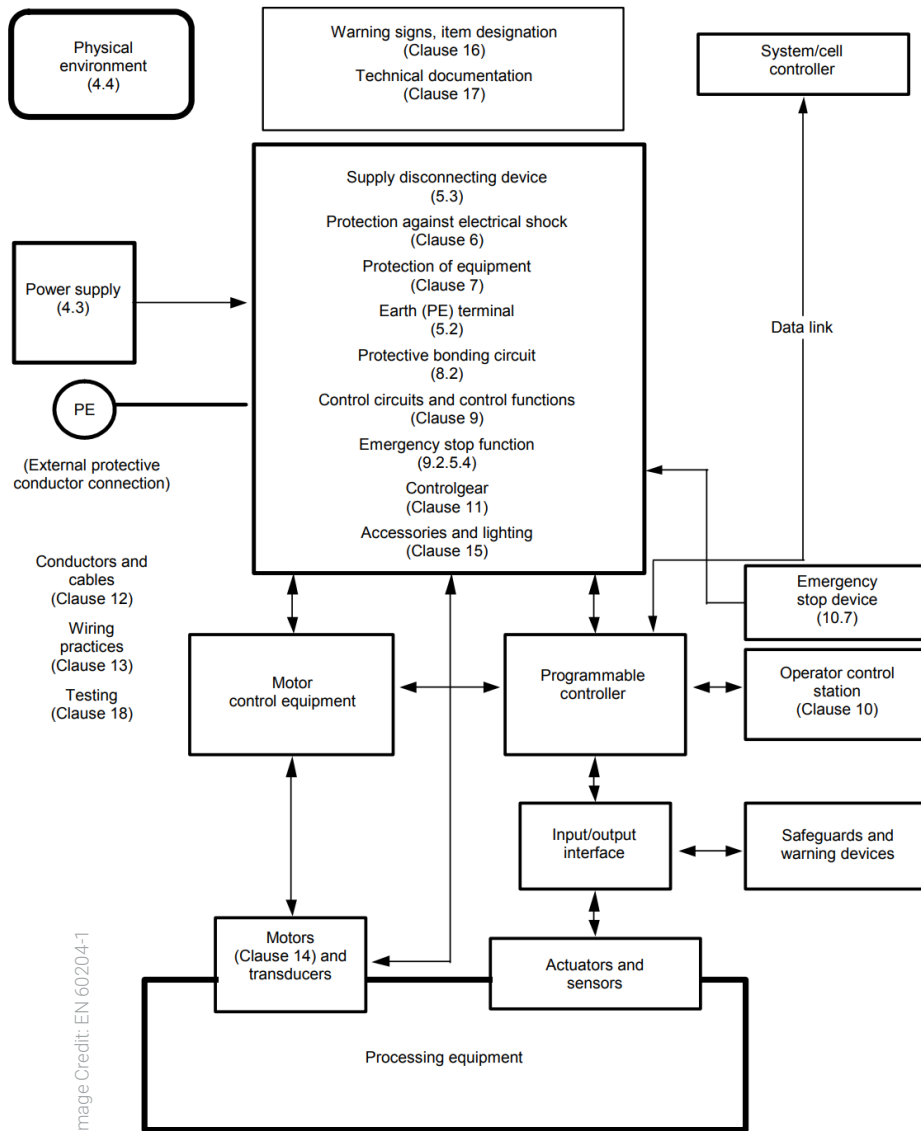 Physical
environment
(4.4)
Warning signs, item designation
(Clause 16)
Technical documentation
(Clause 17)
System/cell
controller
Supply disconnecting device
(5.3)
Protection against electrical shock
(Clause 6)
Protection of equipment
(Clause 7)
Earth (PE) terminal
(5.2)
Protective bonding circuit
(8.2)
Control circuits and control functions
(Clause 9)
Emergency stop function
(9.2.5.4)
Controlgear
(Clause 11)
Accessories and lighting
(Clause 15)
Power supply
(4.3)
PE
(External protective
conductor connection)
Data link
Conductors and
cables
(Clause 12)
Wiring
practices
(Clause 13)
Testing
(Clause 18)
Emergency
stop device
(10.7)
Motor
control equipment
Programmable
controller
Operator control
station
(Clause 10)
Input/output
interface
Safeguards and
warning devices
Motors
(Clause 14) and
transducers
Actuators and
sensors
Processing equipment
mage Credit: EN 60204-1